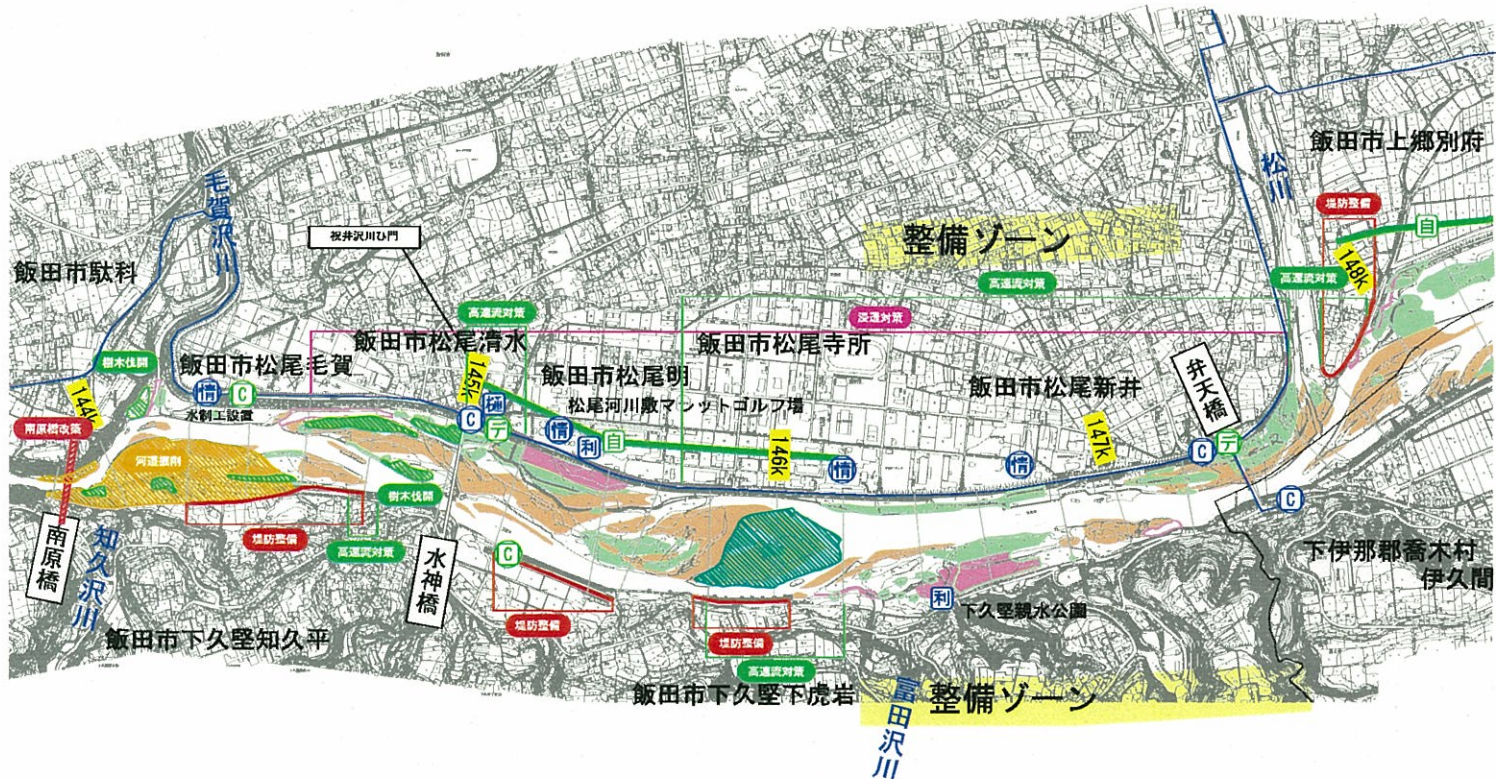 飯田市上郷別府
松川
堤防整備
自
148k
高速流対策
整備ゾーン
高速流対策
毛賀沢川
祝井沢川ひ門
飯田市駄科
高速流対策
浸透対策
飯田市松尾清水
飯田市松尾寺所
樹木伐開
飯田市松尾毛賀
145k
飯田市松尾明
飯田市松尾新井
弁天橋
144k
情
C
水制工設置
樋
C
デ
松尾河川敷マレットゴルフ場
情
利
自
146k
情
147k
情
C
デ
南原橋改築
河道掘削
樹木伐開
C
南原橋
知久沢川
堤防整備
高速流対策
水神橋
C
下伊那郡喬木村
伊久間
利
下久堅親水公園
飯田市下久堅知久平
堤防整備
堤防整備
高速流対策
飯田市下久堅下虎岩
富田沢川
整備ゾーン